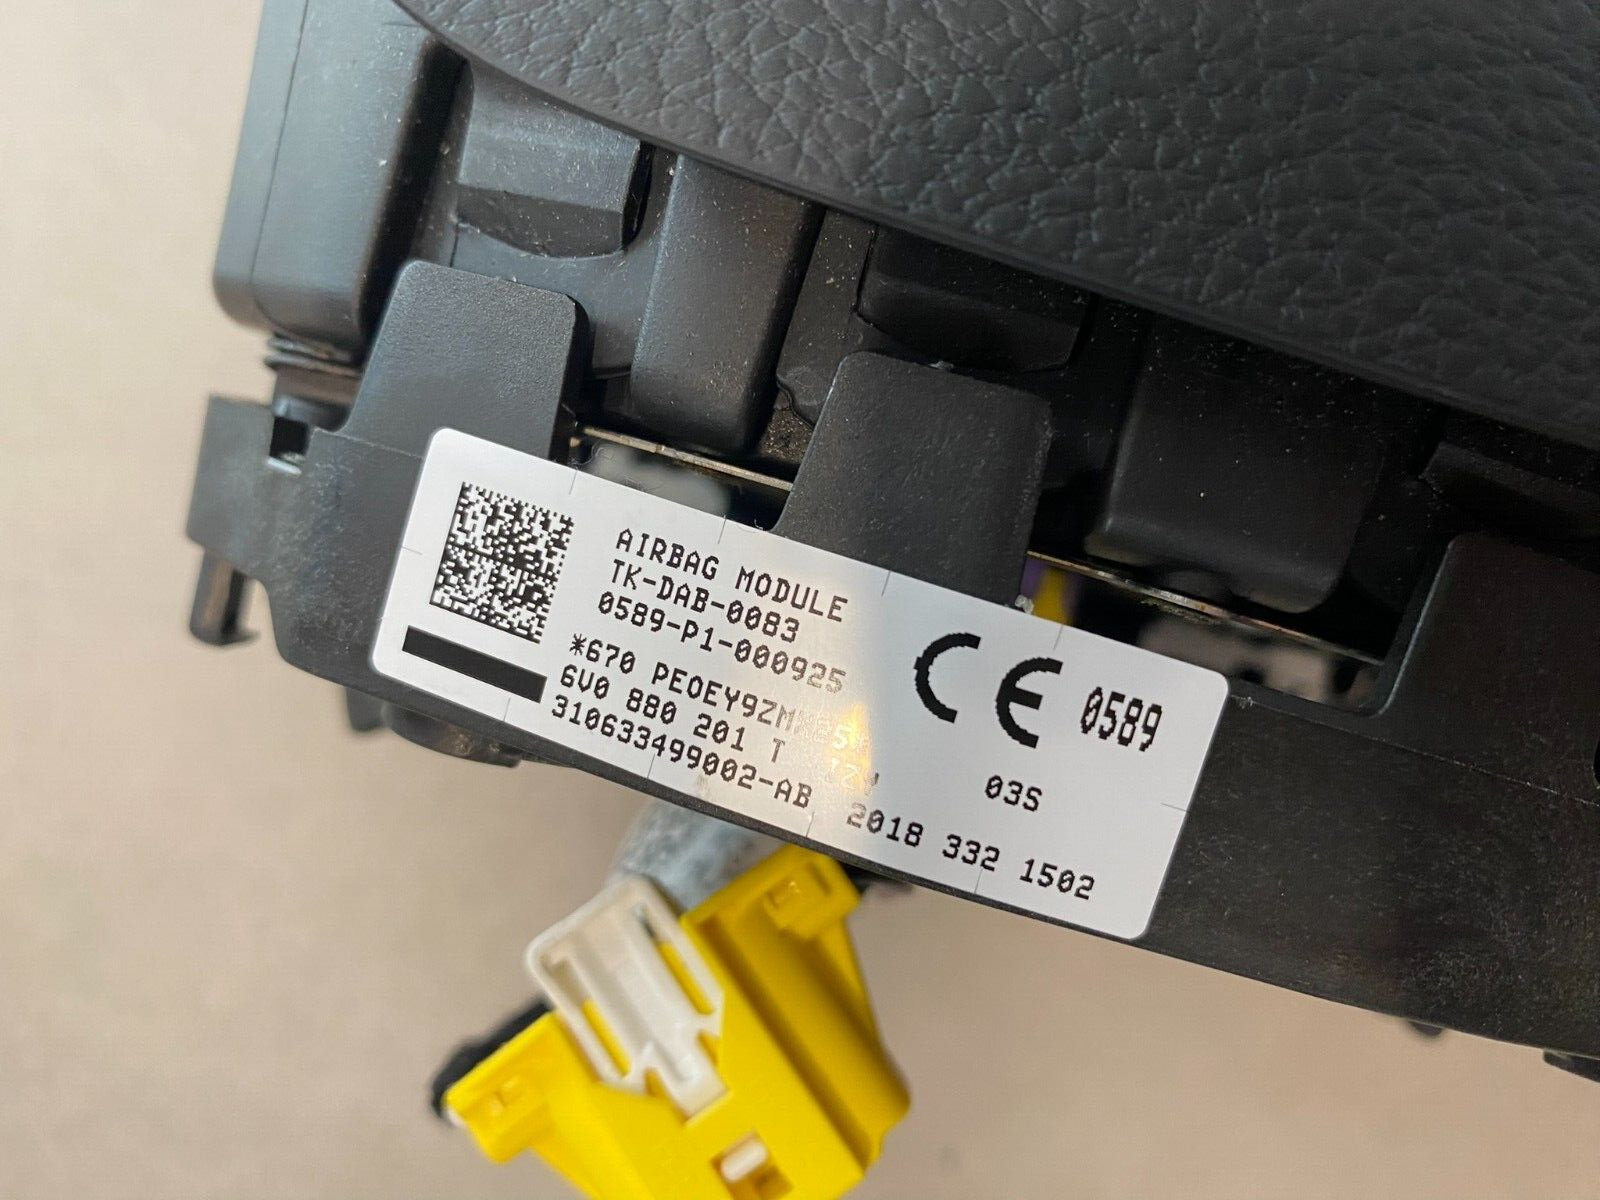 AIRBAG MODULE
TK-DAB-0083
0589-P1-000925
6V0 880 201 T
310633499002-AB
CE 0589
03S
2018 332 1502